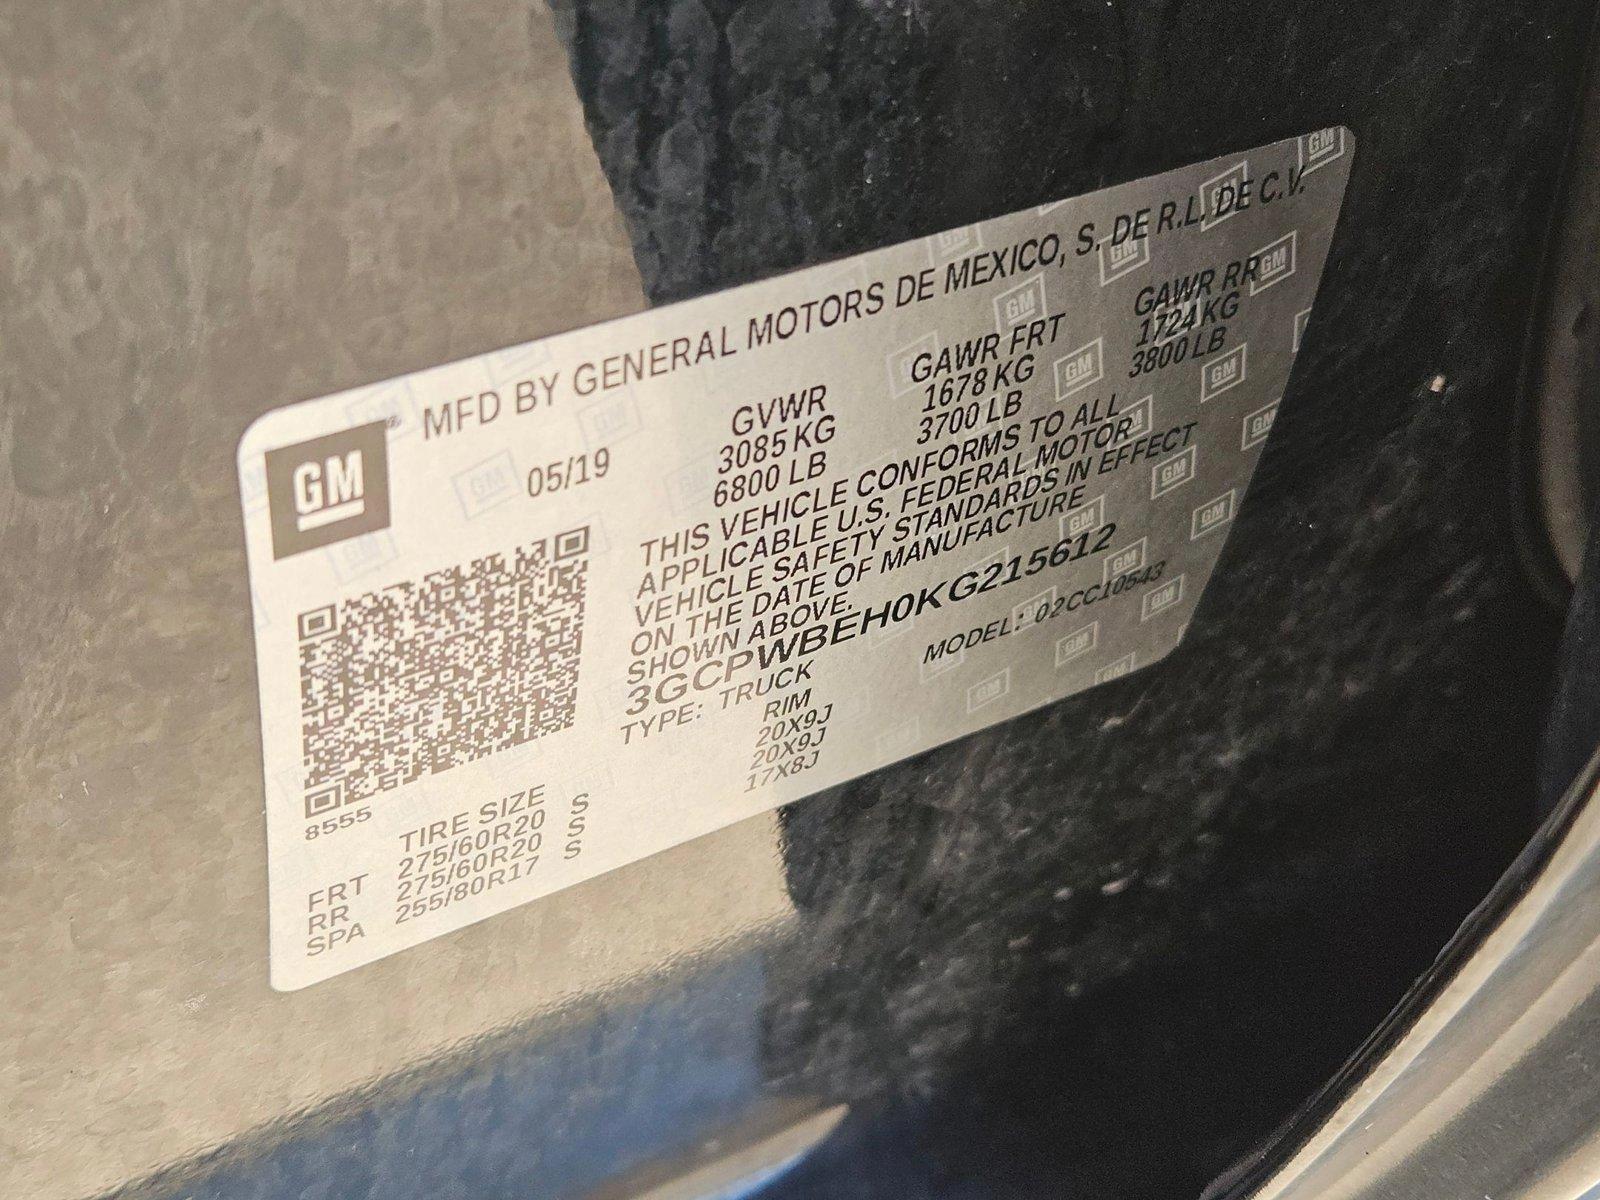 GM
MFD BY GENERAL MOTORS DE MEXICO, S. DE R.L. DE C.V.
05/19
GVWR GAWR FRT GAWR RR
3085 KG 1678 KG 1724 KG
6800 LB 3700 LB 3800 LB
THIS VEHICLE CONFORMS TO ALL
APPLICABLE U.S. FEDERAL MOTOR
VEHICLE SAFETY STANDARDS IN EFFECT
ON THE DATE OF MANUFACTURE
SHOWN ABOVE.
3GCPWBEH0KG215612
TYPE: TRUCK MODEL: 02CC10543
8555
TIRE SIZE RIM
FRT 275/60R20 S 20X9J
RR 275/60R20 S 20X9J
SPA 255/80R17 S 17X8J